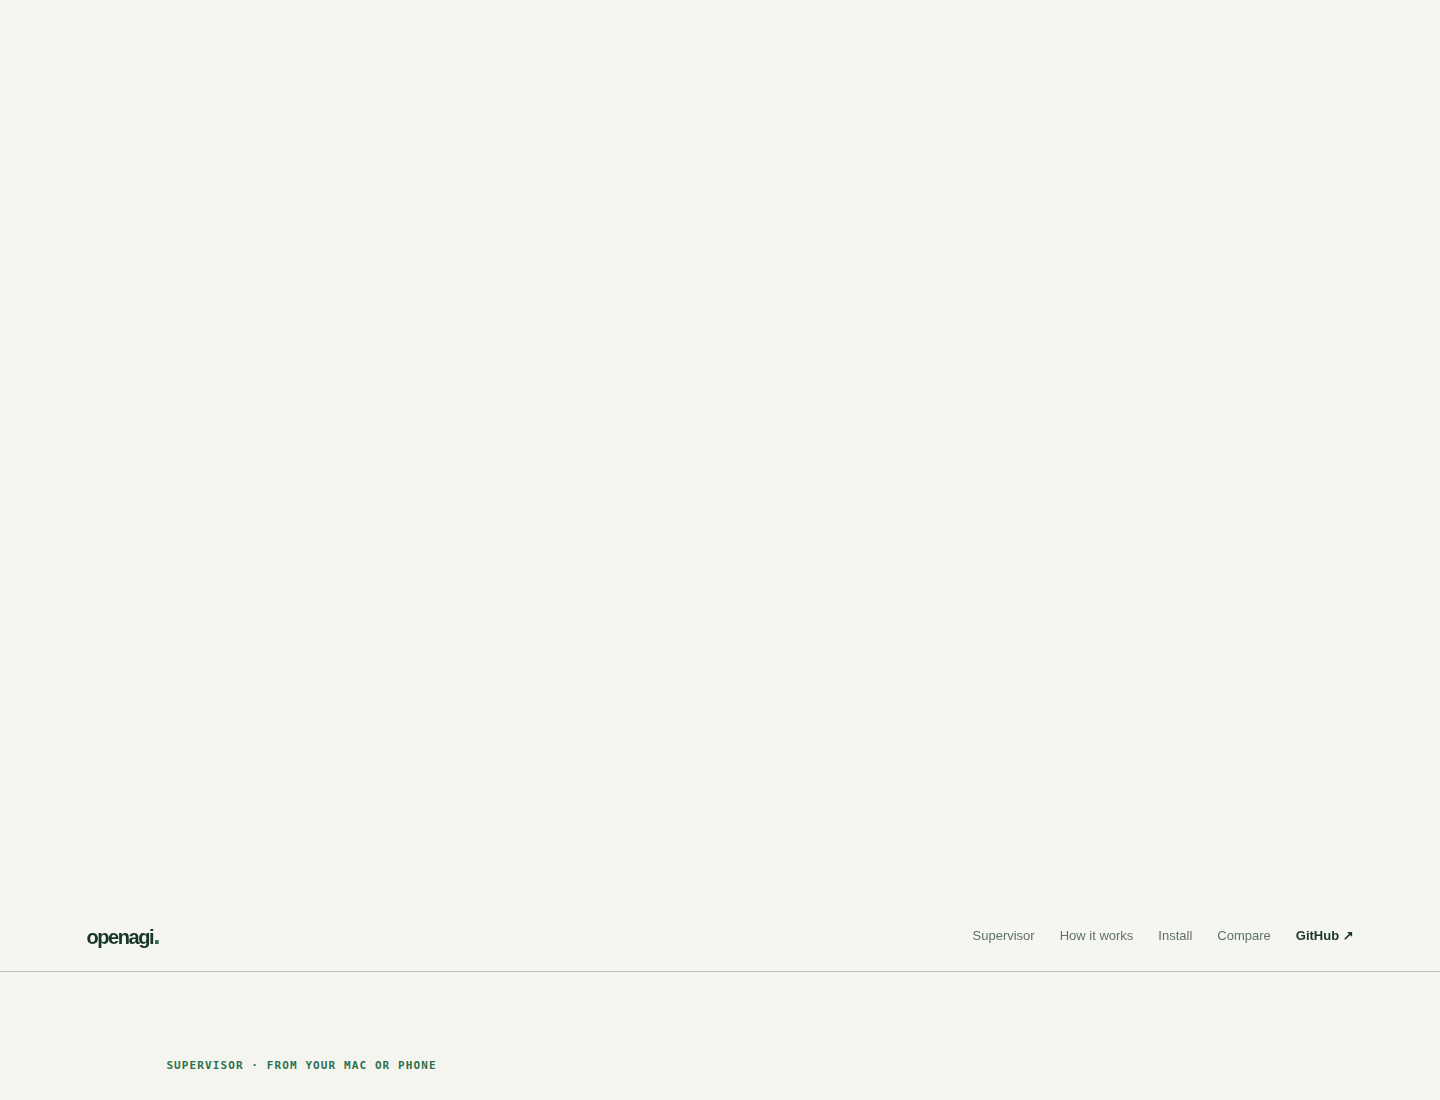 openagi.
Supervisor How it works Install Compare GitHub ↗
SUPERVISOR · FROM YOUR MAC OR PHONE